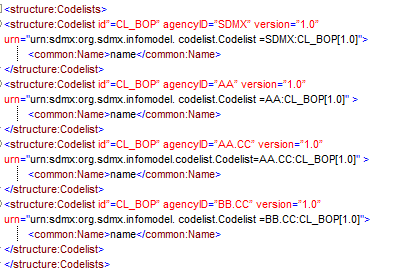 <structure:Codelists>
<structure:Codelist id"=CL_BOP" agencyID="SDMX" version="1.0"
urn="urn:sdmx:org.sdmx.infomodel. codelist.Codelist =SDMX:CL_BOP[1.0]">
<common:Name>name</common:Name>
</structure:Codelist>
<structure:Codelist id"=CL_BOP" agencyID="AA" version="1.0"
urn="urn:sdmx:org.sdmx.infomodel. codelist.Codelist =AA:CL_BOP[1.0]" >
<common:Name>name</common:Name>
</structure:Codelist>
<structure:Codelist id"=CL_BOP" agencyID="AA.CC" version="1.0"
urn="urn:sdmx:org.sdmx.infomodel.codelist.Codelist=AA.CC:CL_BOP[1.0]" >
<common:Name>name</common:Name>
</structure:Codelist>
<structure:Codelist id"=CL_BOP" agencyID="BB.CC" version="1.0"
urn="urn:sdmx:org.sdmx.infomodel. codelist.Codelist =BB.CC:CL_BOP[1.0]">
<common:Name>name</common:Name>
</structure:Codelist>
</structure:Codelists>